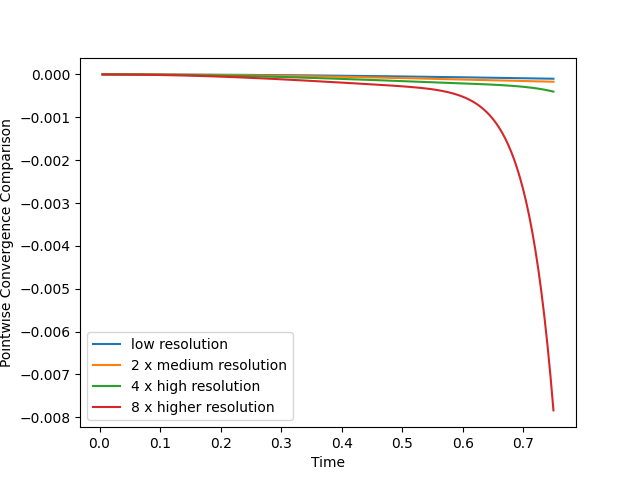 Pointwise Convergence Comparison
0.000
−0.001
−0.002
−0.003
−0.004
−0.005
−0.006
−0.007
−0.008
low resolution
2 x medium resolution
4 x high resolution
8 x higher resolution
0.0 0.1 0.2 0.3 0.4 0.5 0.6 0.7
Time